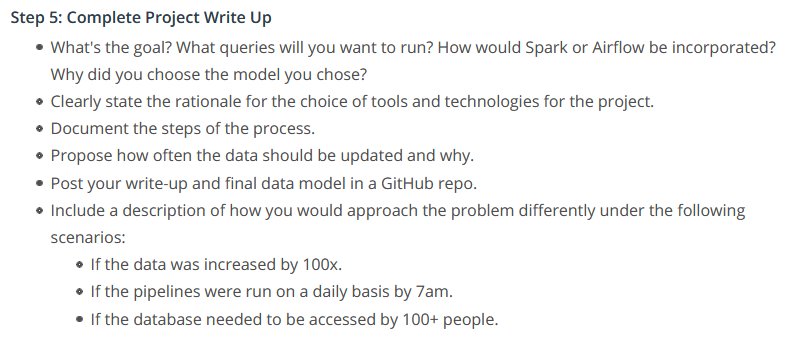 Step 5: Complete Project Write Up
• What's the goal? What queries will you want to run? How would Spark or Airflow be incorporated?
Why did you choose the model you chose?
• Clearly state the rationale for the choice of tools and technologies for the project.
• Document the steps of the process.
• Propose how often the data should be updated and why.
• Post your write-up and final data model in a GitHub repo.
• Include a description of how you would approach the problem differently under the following
scenarios:
• If the data was increased by 100x.
• If the pipelines were run on a daily basis by 7am.
• If the database needed to be accessed by 100+ people.